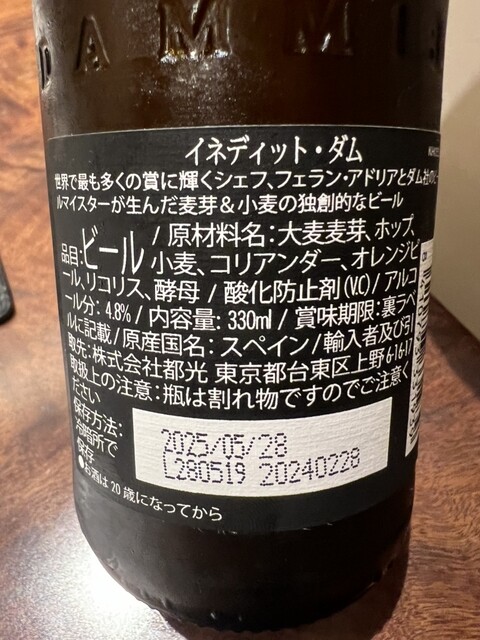 DAMM
イネディット・ダム
世界で最も多くの賞に輝くシェフ、フェラン・アドリアとダム社の
ルマイスターが生んだ麦芽&小麦の独創的なビール
品目:ビール / 原材料名:大麦麦芽、ホップ、
小麦、コリアンダー、オレンジピ
ール、リコリス、酵母 / 酸化防止剤(V.C) / アルコ
ール分: 4.8% / 内容量: 330ml / 賞味期限:裏ラベ
ルに記載 / 原産国名: スペイン / 輸入者及び引
取先: 株式会社都光 東京都台東区上野6-16-17
取扱上の注意: 瓶は割れ物ですのでご注意く
ださい
保存方法:
冷暗所で
保存
●お酒は20歳になってから
2025/05/28
L280519 20240228